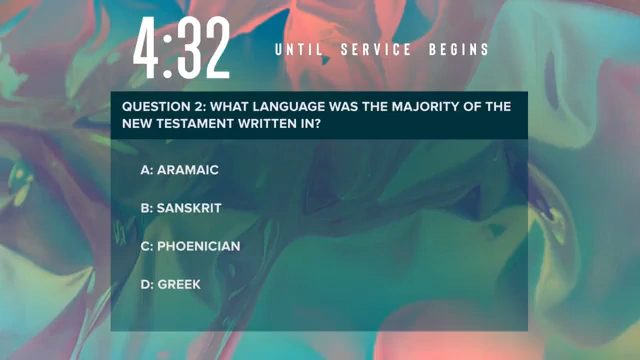 4:32 UNTIL SERVICE BEGINS
QUESTION 2: WHAT LANGUAGE WAS THE MAJORITY OF THE
NEW TESTAMENT WRITTEN IN?
A: ARAMAIC
B: SANSKRIT
C: PHOENICIAN
D: GREEK